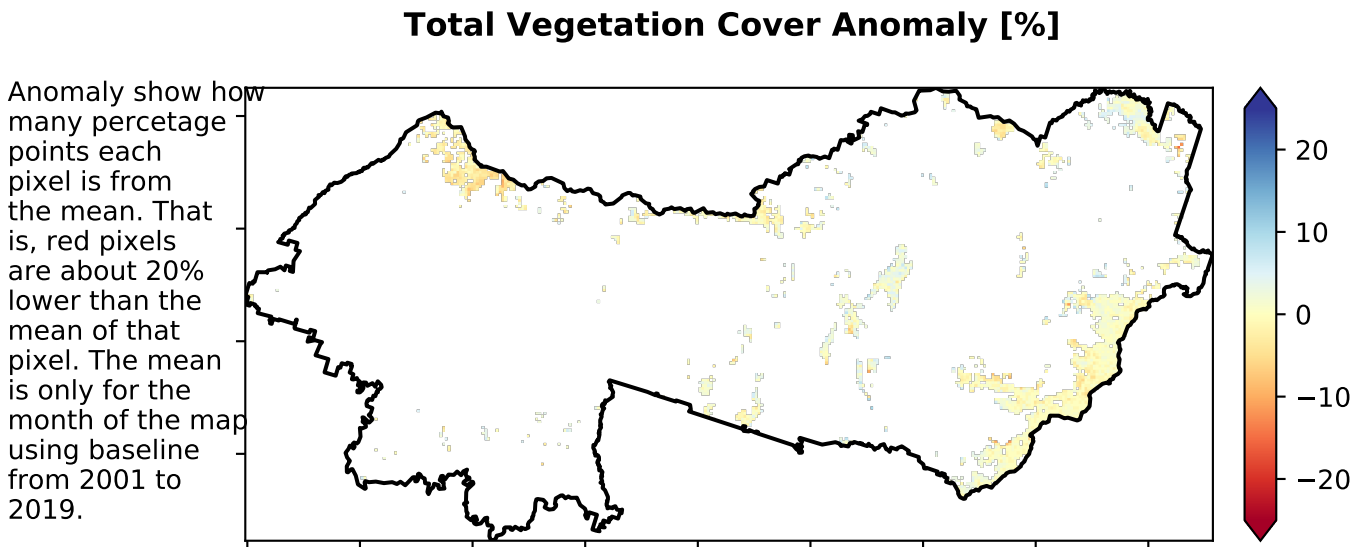 Total Vegetation Cover Anomaly [%]
Anomaly show how
many percetage
points each
pixel is from
the mean. That
is, red pixels
are about 20%
lower than the
mean of that
pixel. The mean
is only for the
month of the map
using baseline
from 2001 to
2019.
20
10
0
−10
−20